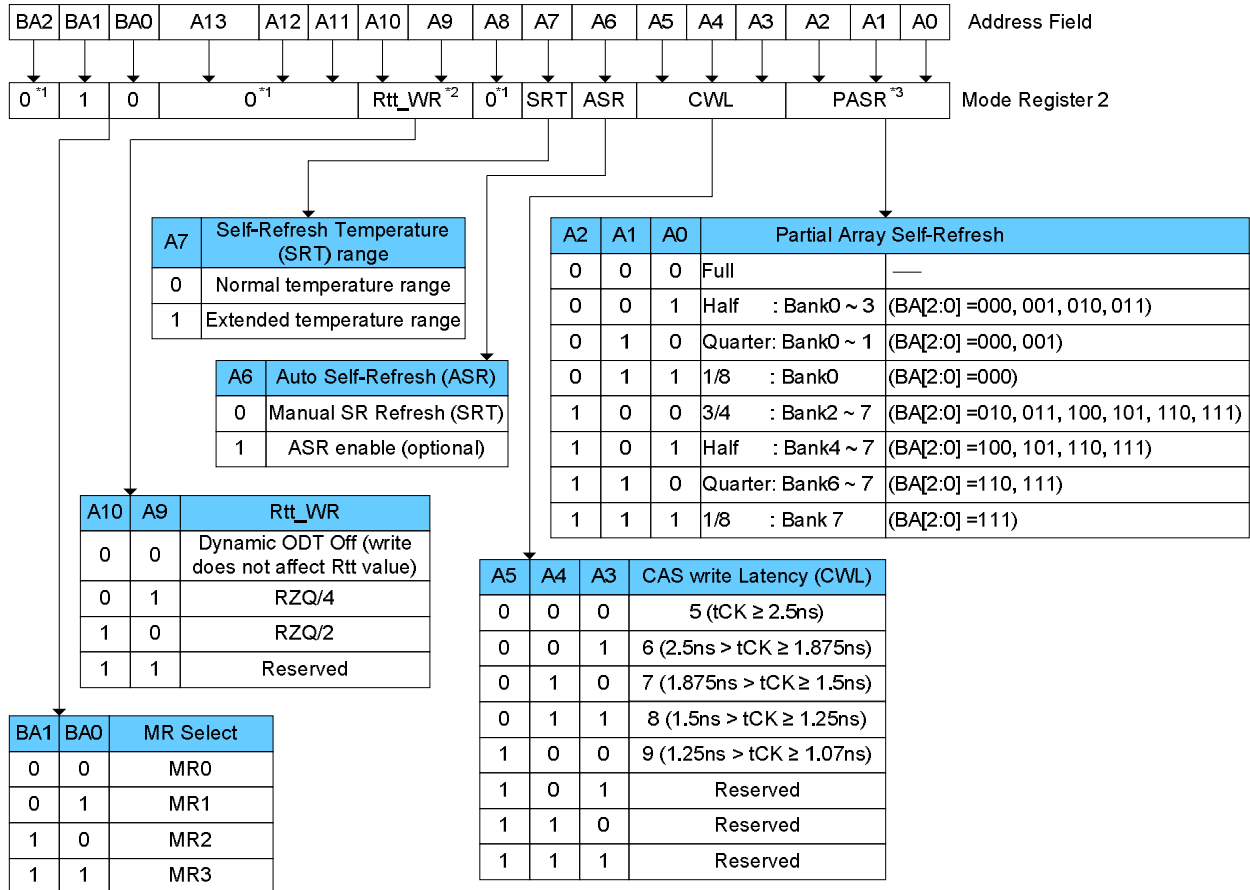 BA2 BA1 BA0 A13 A12 A11 A10 A9 A8 A7 A6 A5 A4 A3 A2 A1 A0 Address Field
0*1 1 0 0*1 Rtt_WR*2 0*1 SRT ASR CWL PASR*3 Mode Register 2
A7 Self-Refresh Temperature (SRT) range
0 Normal temperature range
1 Extended temperature range
A6 Auto Self-Refresh (ASR)
0 Manual SR Refresh (SRT)
1 ASR enable (optional)
A10 A9 Rtt_WR
0 0 Dynamic ODT Off (write does not affect Rtt value)
0 1 RZQ/4
1 0 RZQ/2
1 1 Reserved
BA1 BA0 MR Select
0 0 MR0
0 1 MR1
1 0 MR2
1 1 MR3
A2 A1 A0 Partial Array Self-Refresh
0 0 0 Full —
0 0 1 Half : Bank0 ~ 3 (BA[2:0] =000, 001, 010, 011)
0 1 0 Quarter: Bank0 ~ 1 (BA[2:0] =000, 001)
0 1 1 1/8 : Bank0 (BA[2:0] =000)
1 0 0 3/4 : Bank2 ~ 7 (BA[2:0] =010, 011, 100, 101, 110, 111)
1 0 1 Half : Bank4 ~ 7 (BA[2:0] =100, 101, 110, 111)
1 1 0 Quarter: Bank6 ~ 7 (BA[2:0] =110, 111)
1 1 1 1/8 : Bank 7 (BA[2:0] =111)
A5 A4 A3 CAS write Latency (CWL)
0 0 0 5 (tCK ≥ 2.5ns)
0 0 1 6 (2.5ns > tCK ≥ 1.875ns)
0 1 0 7 (1.875ns > tCK ≥ 1.5ns)
0 1 1 8 (1.5ns > tCK ≥ 1.25ns)
1 0 0 9 (1.25ns > tCK ≥ 1.07ns)
1 0 1 Reserved
1 1 0 Reserved
1 1 1 Reserved